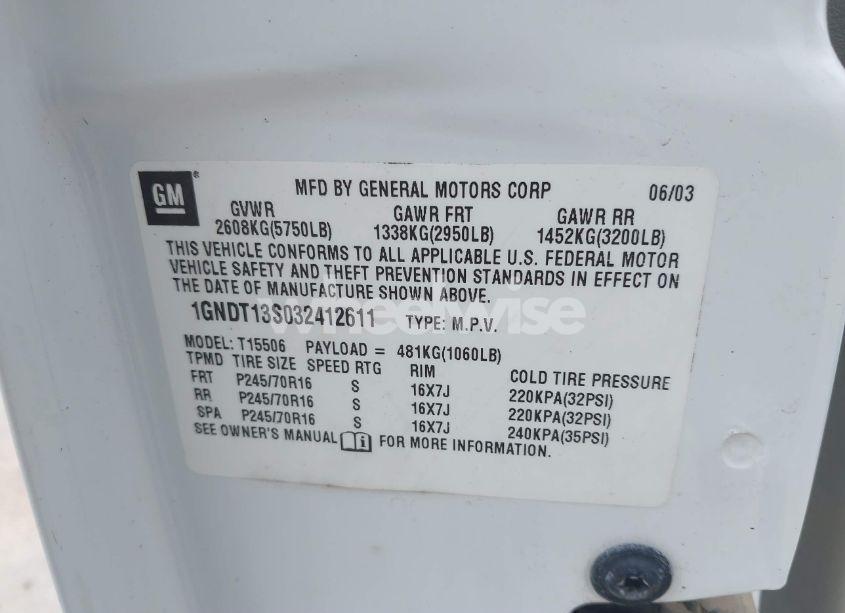 GM ®
MFD BY GENERAL MOTORS CORP 06/03
GVWR GAWR FRT GAWR RR
2608KG(5750LB) 1338KG(2950LB) 1452KG(3200LB)
THIS VEHICLE CONFORMS TO ALL APPLICABLE U.S. FEDERAL MOTOR
VEHICLE SAFETY AND THEFT PREVENTION STANDARDS IN EFFECT ON
THE DATE OF MANUFACTURE SHOWN ABOVE.
1GNDT13S032412611 TYPE: M.P.V.
wheelwise
MODEL: T15506 PAYLOAD = 481KG(1060LB)
TPMD TIRE SIZE SPEED RTG RIM COLD TIRE PRESSURE
FRT P245/70R16 S 16X7J 220KPA(32PSI)
RR P245/70R16 S 16X7J 220KPA(32PSI)
SPA P245/70R16 S 16X7J 240KPA(35PSI)
SEE OWNER'S MANUAL FOR MORE INFORMATION.